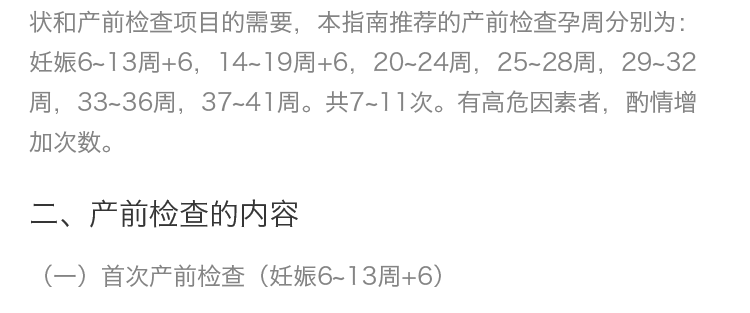 状和产前检查项目的需要，本指南推荐的产前检查孕周分别为：
妊娠6~13周+6，14~19周+6，20~24周，25~28周，29~32
周，33~36周，37~41周。共7~11次。有高危因素者，酌情增
加次数。
二、产前检查的内容
（一）首次产前检查（妊娠6~13周+6）